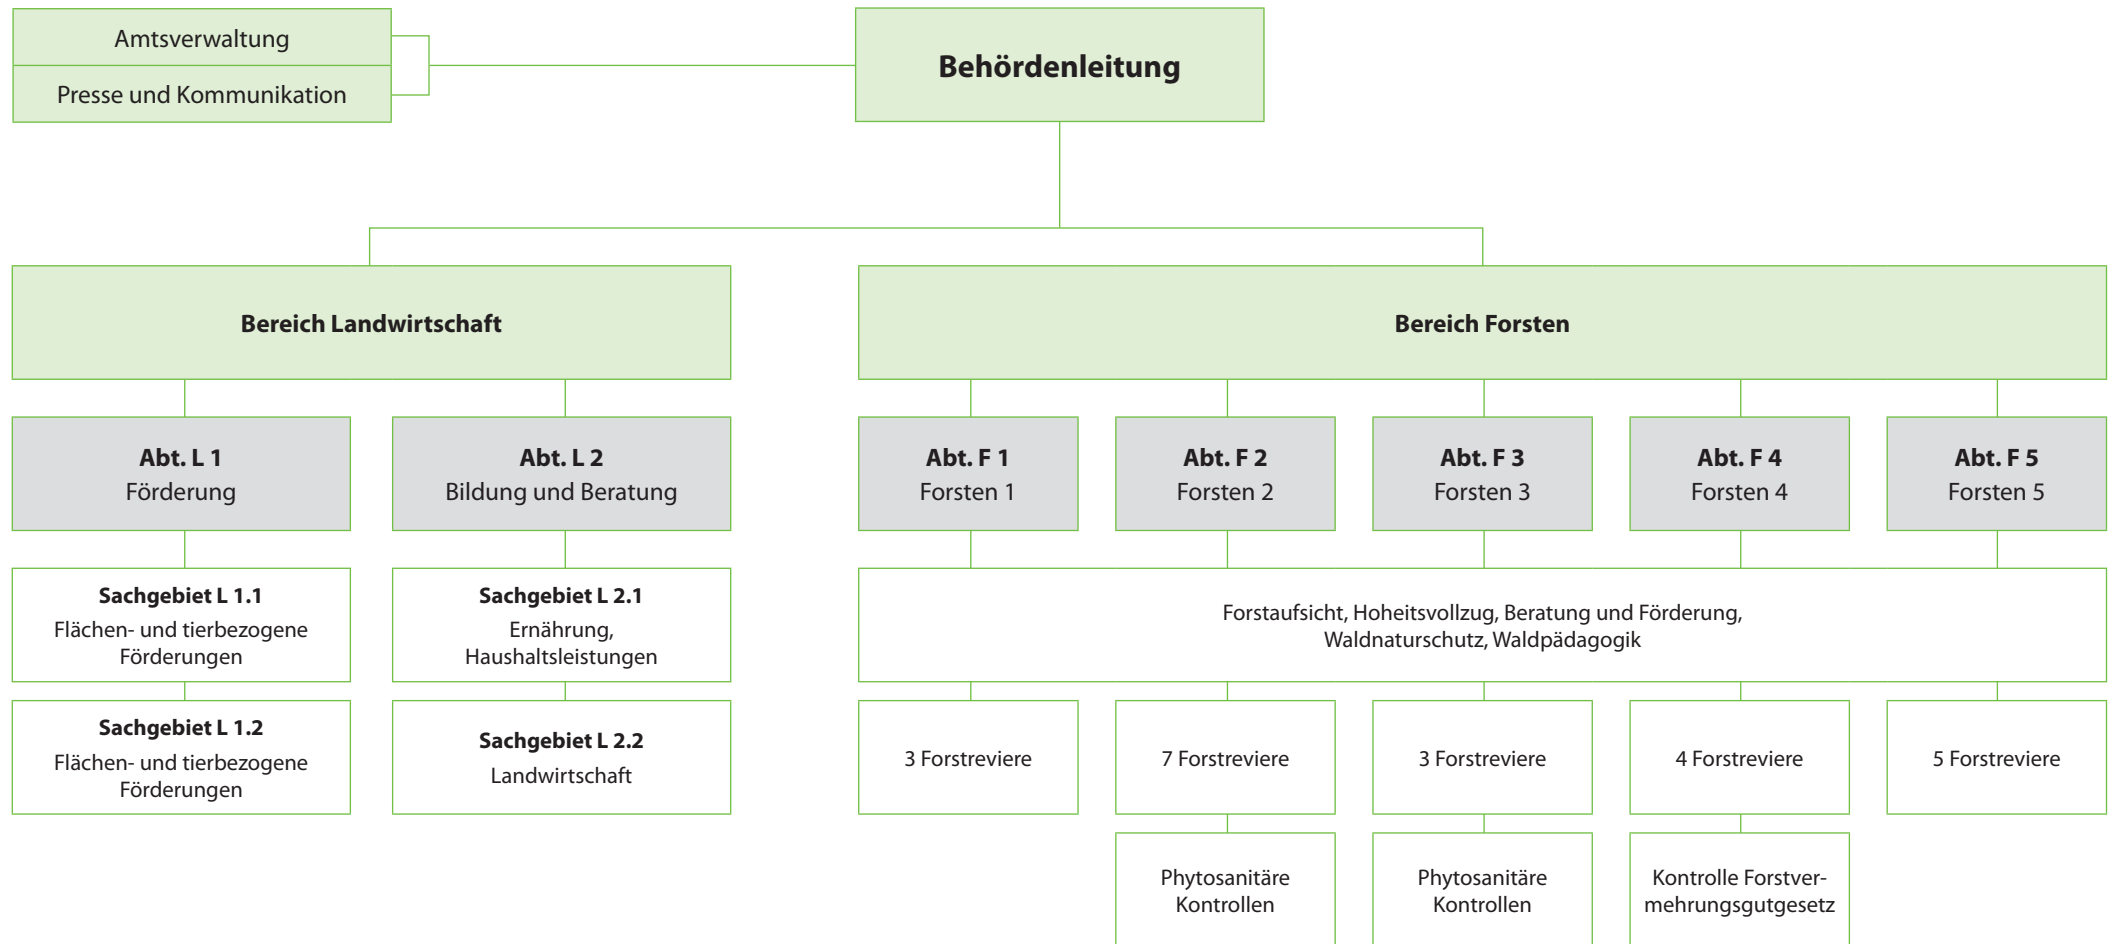 Amtsverwaltung
Presse und Kommunikation
Behördenleitung
Bereich Landwirtschaft
Bereich Forsten
Abt. L 1
Förderung
Abt. L 2
Bildung und Beratung
Abt. F 1
Forsten 1
Abt. F 2
Forsten 2
Abt. F 3
Forsten 3
Abt. F 4
Forsten 4
Abt. F 5
Forsten 5
Sachgebiet L 1.1
Flächen- und tierbezogene
Förderungen
Sachgebiet L 2.1
Ernährung,
Haushaltsleistungen
Forstaufsicht, Hoheitsvollzug, Beratung und Förderung,
Waldnaturschutz, Waldpädagogik
Sachgebiet L 1.2
Flächen- und tierbezogene
Förderungen
Sachgebiet L 2.2
Landwirtschaft
3 Forstreviere
7 Forstreviere
3 Forstreviere
4 Forstreviere
5 Forstreviere
Phytosanitäre
Kontrollen
Phytosanitäre
Kontrollen
Kontrolle Forstver-
mehrungsgutgesetz